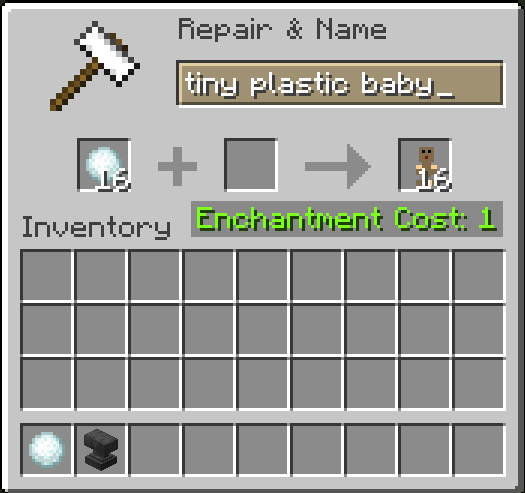 Repair & Name
tiny plastic baby_
16
16
Inventory
Enchantment Cost: 1